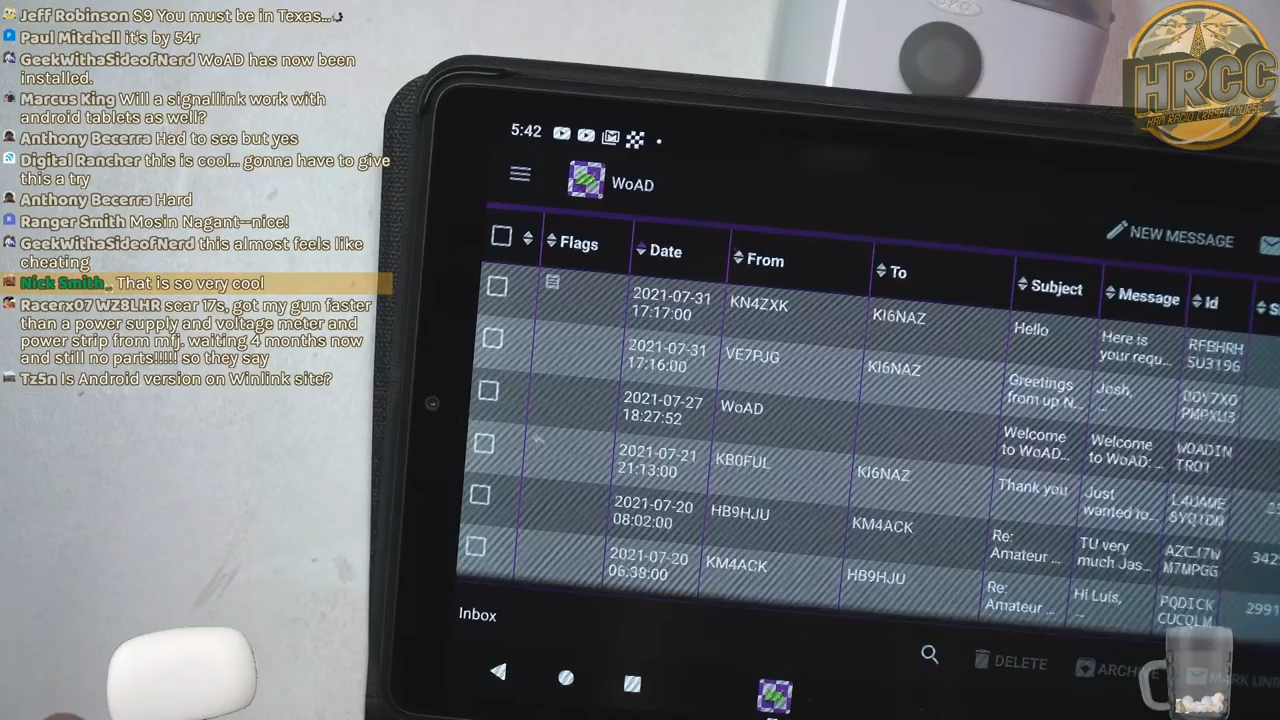 Jeff Robinson S9 You must be in Texas...
Paul Mitchell it's by 54r
GeekWithaSideofNerd WoAD has now been
installed.
Marcus King Will a signallink work with
android tablets as well?
Anthony Becerra Had to see but yes
Digital Rancher this is cool... gonna have to give
this a try
Anthony Becerra Hard
Ranger Smith Mosin Nagant--nice!
GeekWithaSideofNerd this almost feels like
cheating
Nick Smith.. That is so very cool
Racerx07 WZ8LHR scar 17s, got my gun faster
than a power supply and voltage meter and
power strip from mfj. waiting 4 months now
and still no parts!!!!! so they say
Tz5n Is Android version on Winlink site?
HRCC
HAM RADIO CRASH COURSE
5:42
WoAD
NEW MESSAGE
Flags Date From To Subject Message Id
2021-07-31
17:17:00
KN4ZXK
KI6NAZ
Hello
Here is
your requ...
RFBHRH
5U3196
2021-07-31
17:16:00
VE7PJG
KI6NAZ
Greetings
from up N...
Josh,
...
2021-07-27
18:27:52
WoAD
Welcome
to WoAD...
Welcome
to WoAD: ...
WOADIN
TRO1
2021-07-21
21:13:00
KB0FUL
KI6NAZ
Thank you
Just
wanted to...
2021-07-20
08:02:00
HB9HJU
KM4ACK
Re:
Amateur ...
TU very
much Jas...
AZCJ7W
M7MPGG
342
2021-07-20
06:38:00
KM4ACK
HB9HJU
Re:
Amateur ...
Hi Luis,
...
PQDICK
CUCQLM
2991
Inbox
DELETE